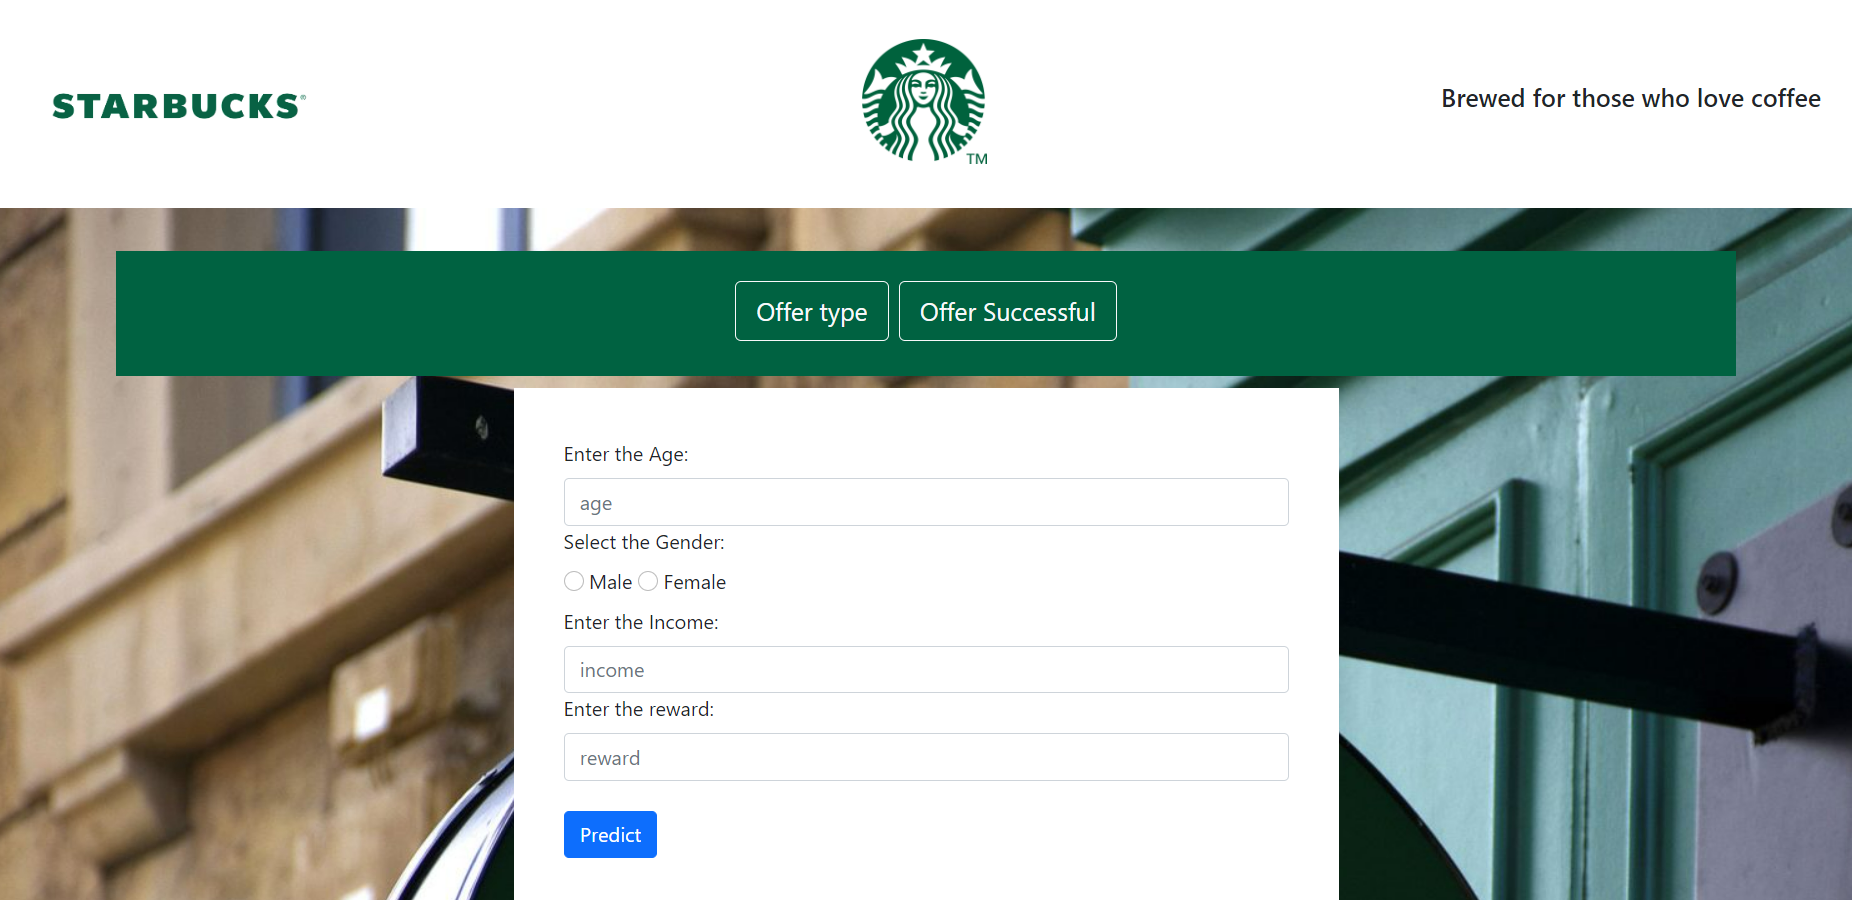 STARBUCKS®
TM
Brewed for those who love coffee
Offer type
Offer Successful
Enter the Age:
age
Select the Gender:
Male Female
Enter the Income:
income
Enter the reward:
reward
Predict